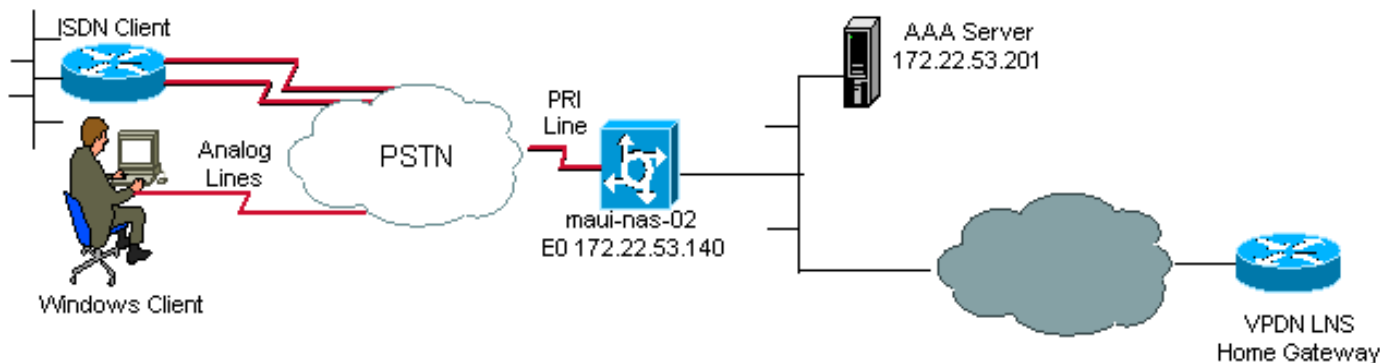 ISDN Client
AAA Server
172.22.53.201
PRI
Line
Analog
Lines
PSTN
maui-nas-02
E0 172.22.53.140
Windows Client
VPDN LNS
Home Gateway